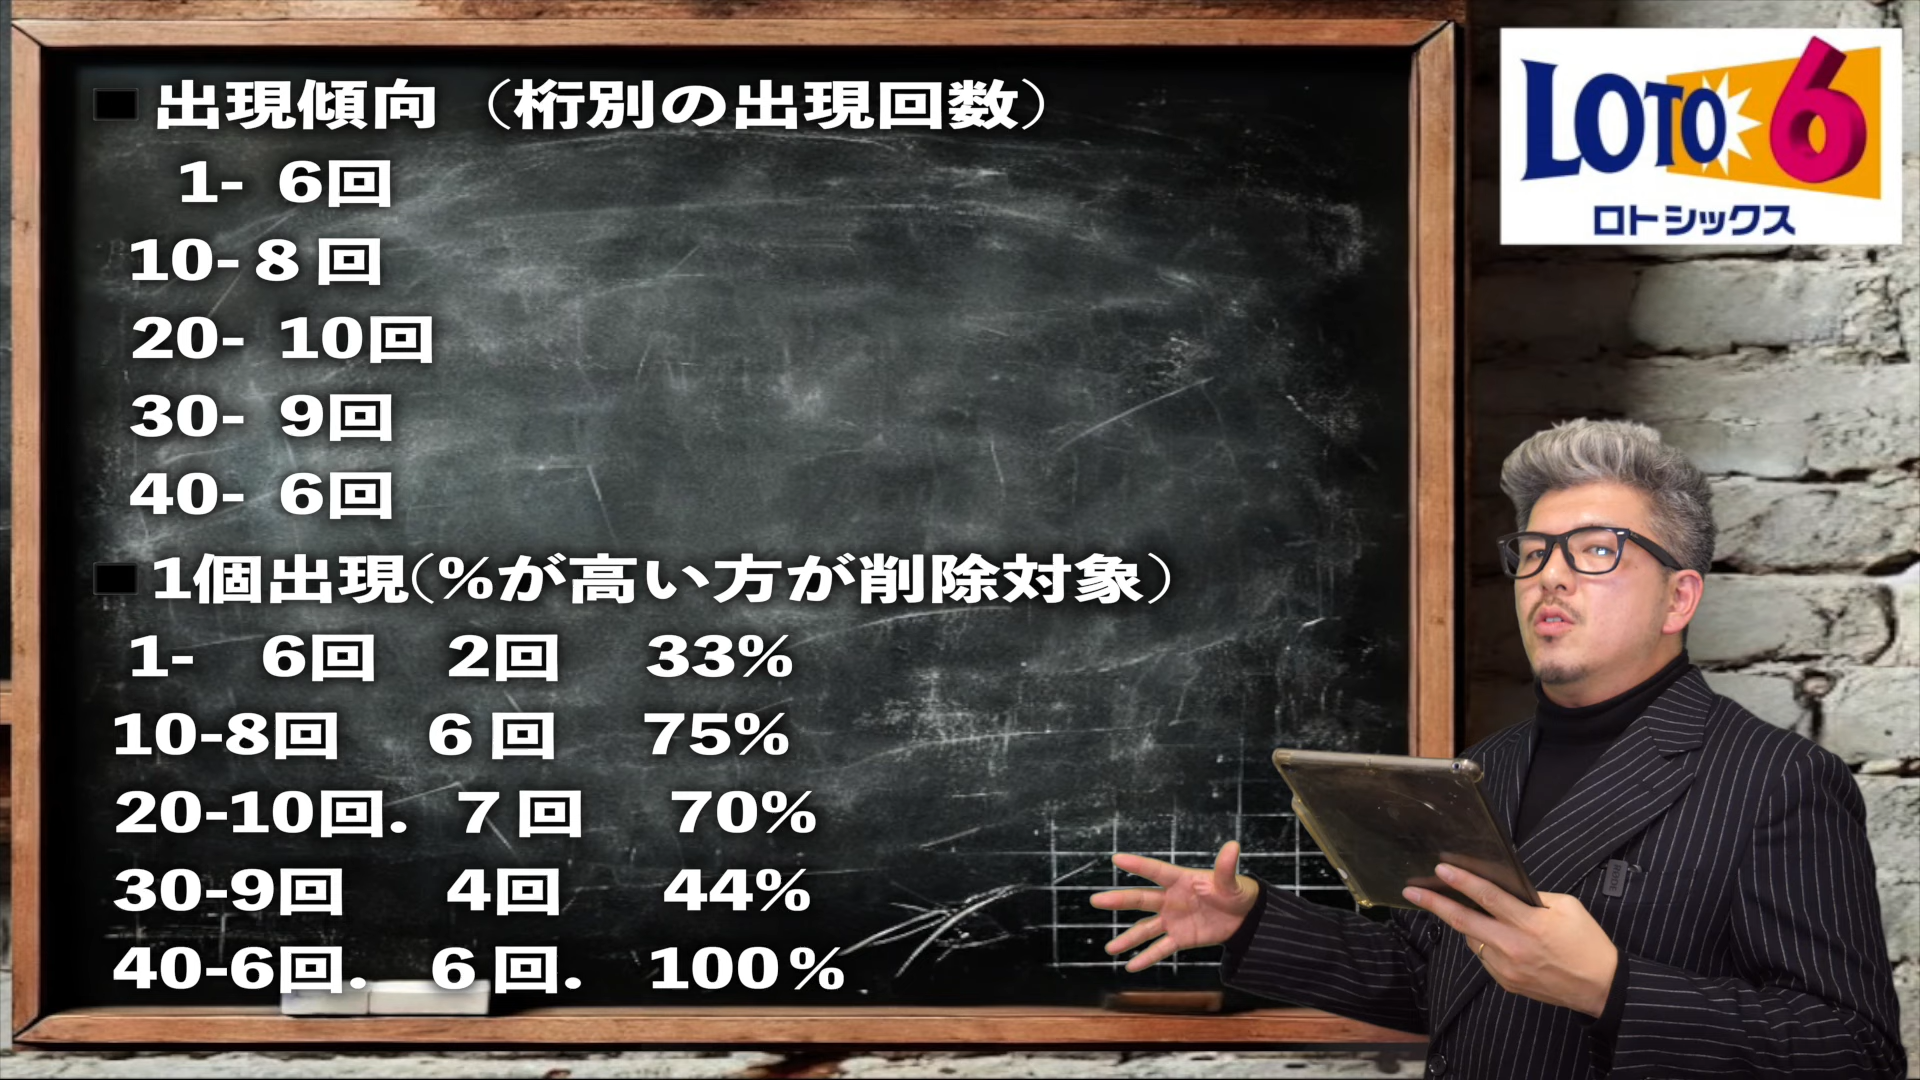 ■ 出現傾向（桁別の出現回数）
1- 6回
10- 8 回
20- 10回
30- 9回
40- 6回
■ 1個出現(%が高い方が削除対象）
1- 6回 2回 33%
10-8回 6 回 75%
20-10回. 7 回 70%
30-9回 4回 44%
40-6回. 6 回. 100%
LOTO 6
ロトシックス